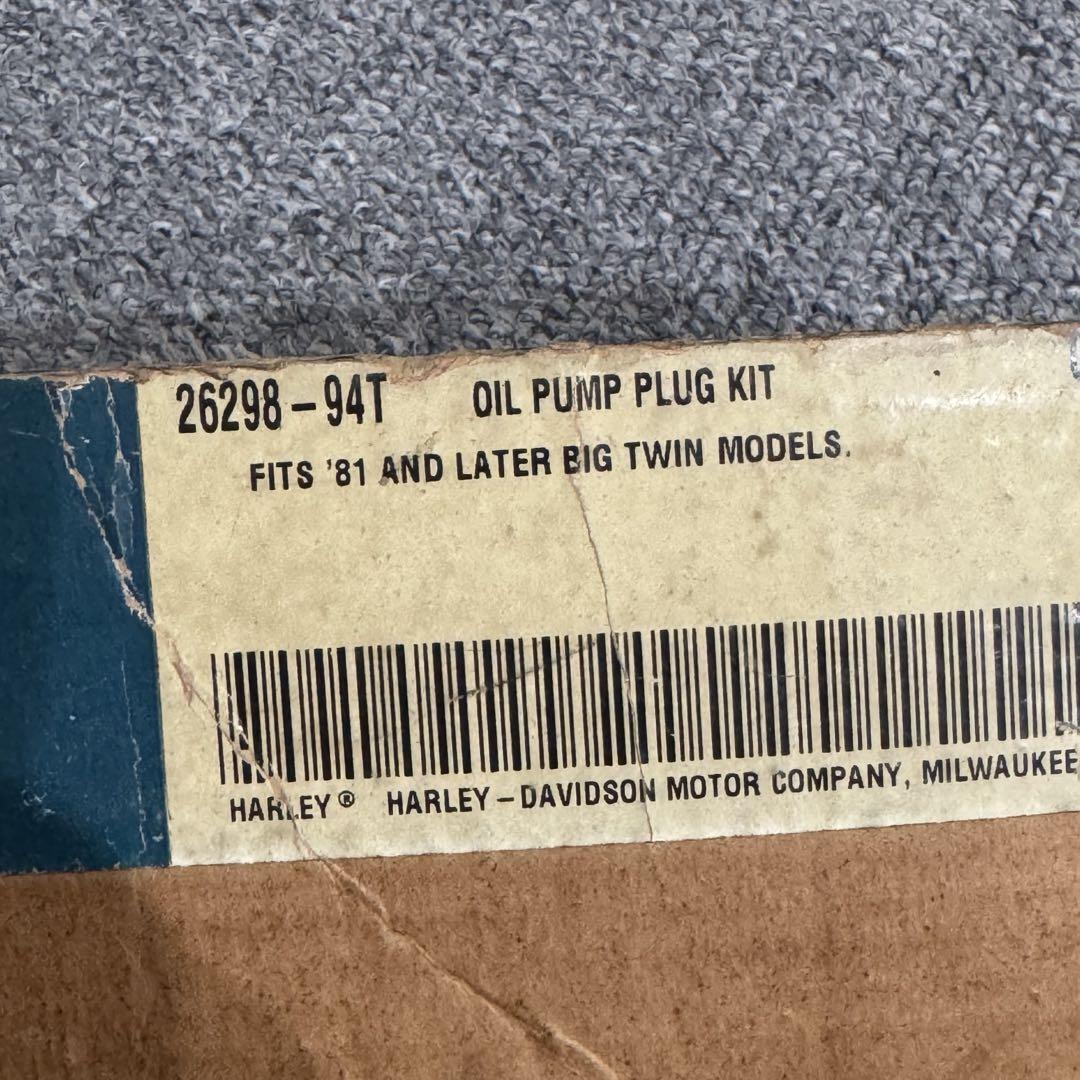 26298-94T OIL PUMP PLUG KIT
FITS '81 AND LATER BIG TWIN MODELS.
HARLEY® HARLEY-DAVIDSON MOTOR COMPANY, MILWAUKEE